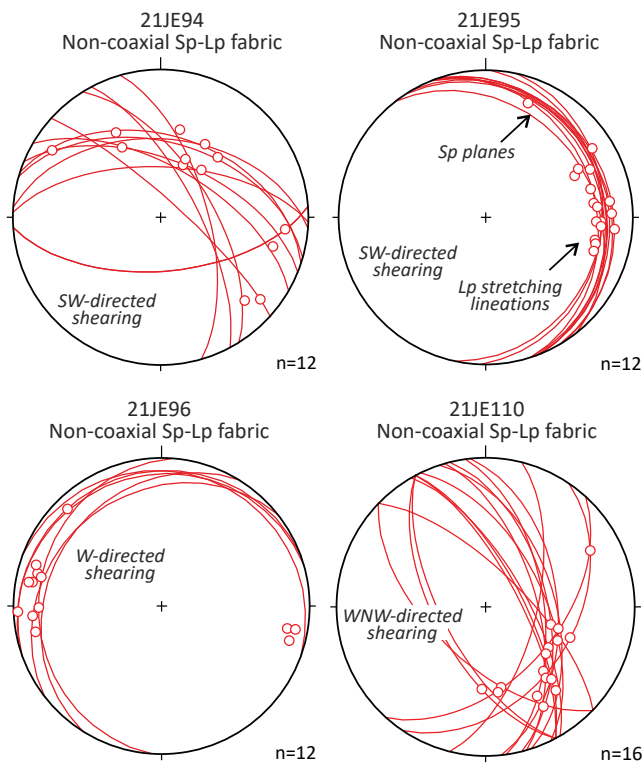 21JE94
Non-coaxial Sp-Lp fabric
SW-directed
shearing
n=12
21JE95
Non-coaxial Sp-Lp fabric
Sp planes
SW-directed
shearing
Lp stretching
lineations
n=12
21JE96
Non-coaxial Sp-Lp fabric
W-directed
shearing
n=12
21JE110
Non-coaxial Sp-Lp fabric
WNW-directed
shearing
n=16